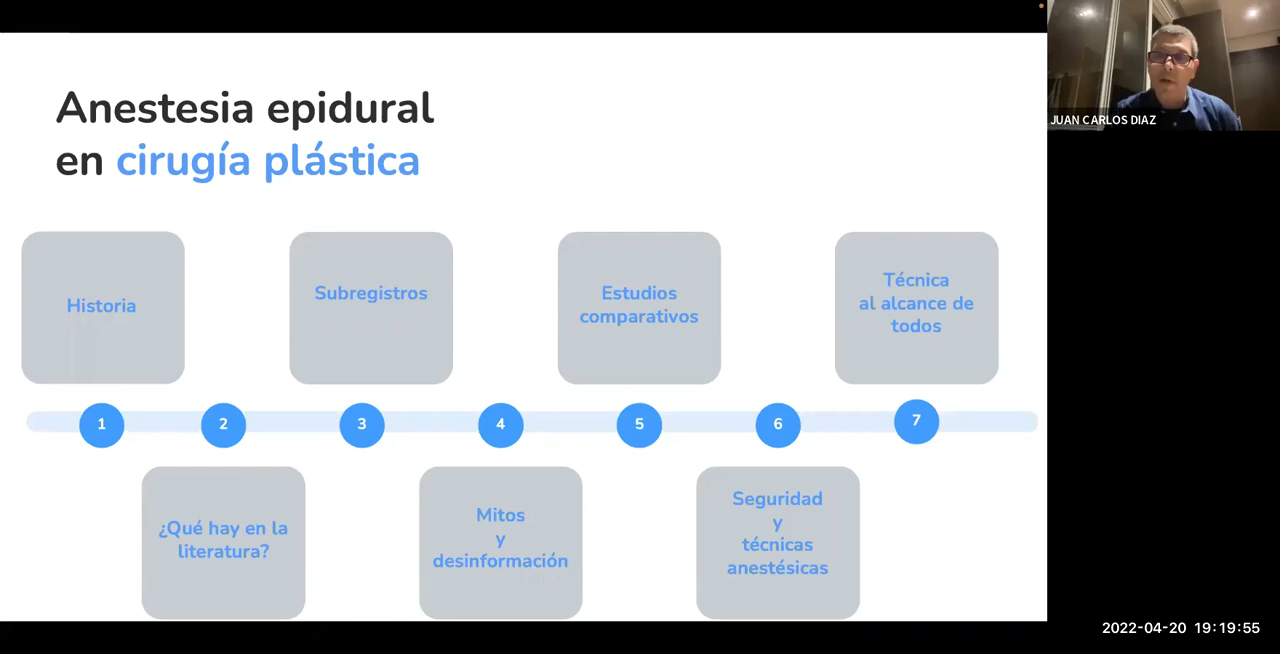 Anestesia epidural
en cirugía plástica
JUAN CARLOS DIAZ
Historia
Subregistros
Estudios
comparativos
Técnica
al alcance de
todos
1
2
3
4
5
6
7
¿Qué hay en la
literatura?
Mitos
y
desinformación
Seguridad
y
técnicas
anestésicas
2022-04-20 19:19:55